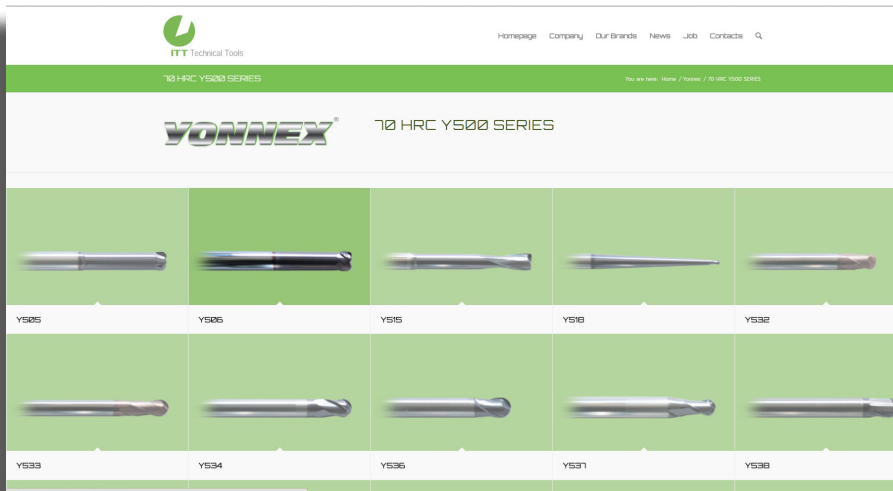 ITT Technical Tools
Homepage Company Our Brands News Job Contacts
70 HRC Y500 SERIES
You are here: Home / Yonnex / 70 HRC Y500 SERIES
YONNEX®
70 HRC Y500 SERIES
Y505 Y506 Y515 Y518 Y532
Y533 Y534 Y536 Y537 Y538